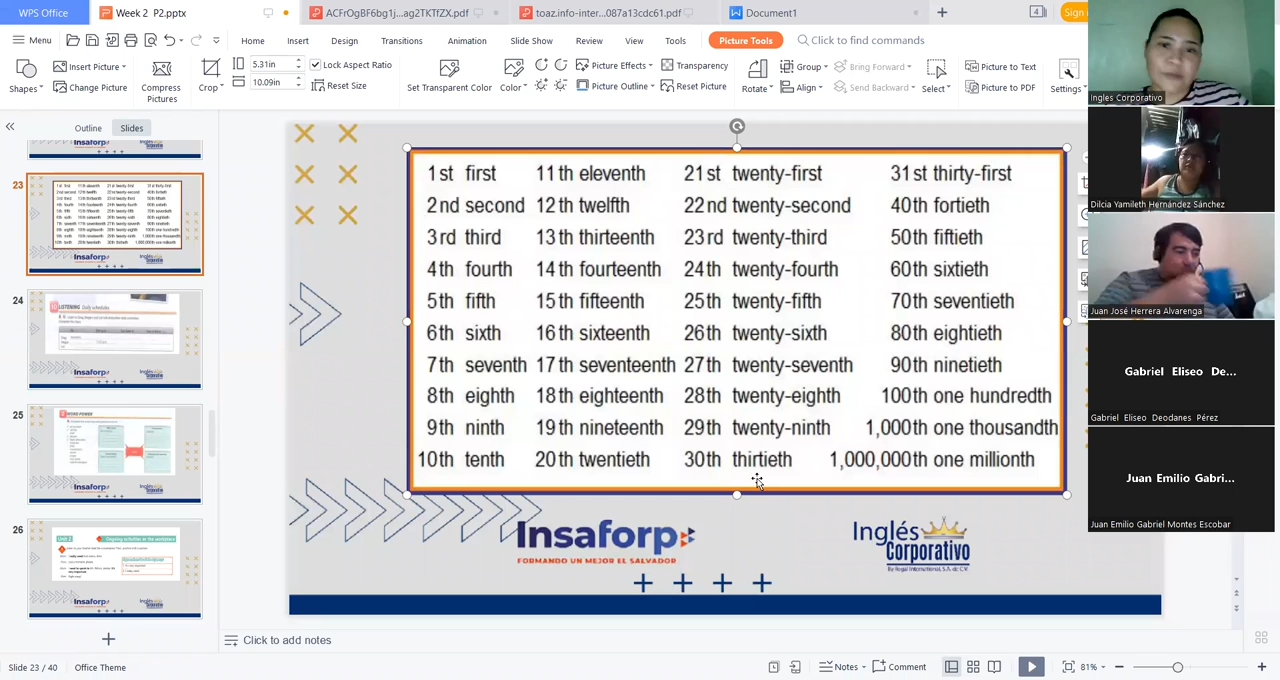 WPS Office
Week 2 P2.pptx
ACFrOgBF6bg1j...ag2TKTfZX.pdf
toaz.info-inter...087a13cdc61.pdf
Document1
4
Sign
Menu
Home
Insert
Design
Transitions
Animation
Slide Show
Review
View
Tools
Picture Tools
Click to find commands
Shapes
Insert Picture
Change Picture
Compress
Pictures
Crop
5.31in
10.09in
Lock Aspect Ratio
Reset Size
Set Transparent Color
Color
Picture Effects
Picture Outline
Transparency
Reset Picture
Rotate
Group
Align
Bring Forward
Send Backward
Select
Picture to Text
Picture to PDF
Settings
Outline
Slides
23
24
25
26
1st first 11th eleventh 21st twenty-first 31st thirty-first
2nd second 12th twelfth 22nd twenty-second 40th fortieth
3rd third 13th thirteenth 23rd twenty-third 50th fiftieth
4th fourth 14th fourteenth 24th twenty-fourth 60th sixtieth
5th fifth 15th fifteenth 25th twenty-fifth 70th seventieth
6th sixth 16th sixteenth 26th twenty-sixth 80th eightieth
7th seventh 17th seventeenth 27th twenty-seventh 90th ninetieth
8th eighth 18th eighteenth 28th twenty-eighth 100th one hundredth
9th ninth 19th nineteenth 29th twenty-ninth 1,000th one thousandth
10th tenth 20th twentieth 30th thirtieth 1,000,000th one millionth
Insaforp
FORMANDO UN MEJOR EL SALVADOR
Inglés
Corporativo
By Regal International, S.A. de C.V.
Ingles Corporativo
Dilcia Yamileth Hernández Sánchez
Juan José Herrera Alvarenga
Gabriel Eliseo De...
Gabriel Eliseo Deodanes Pérez
Juan Emilio Gabri...
Juan Emilio Gabriel Montes Escobar
Click to add notes
Slide 23 / 40
Office Theme
Notes
Comment
81%